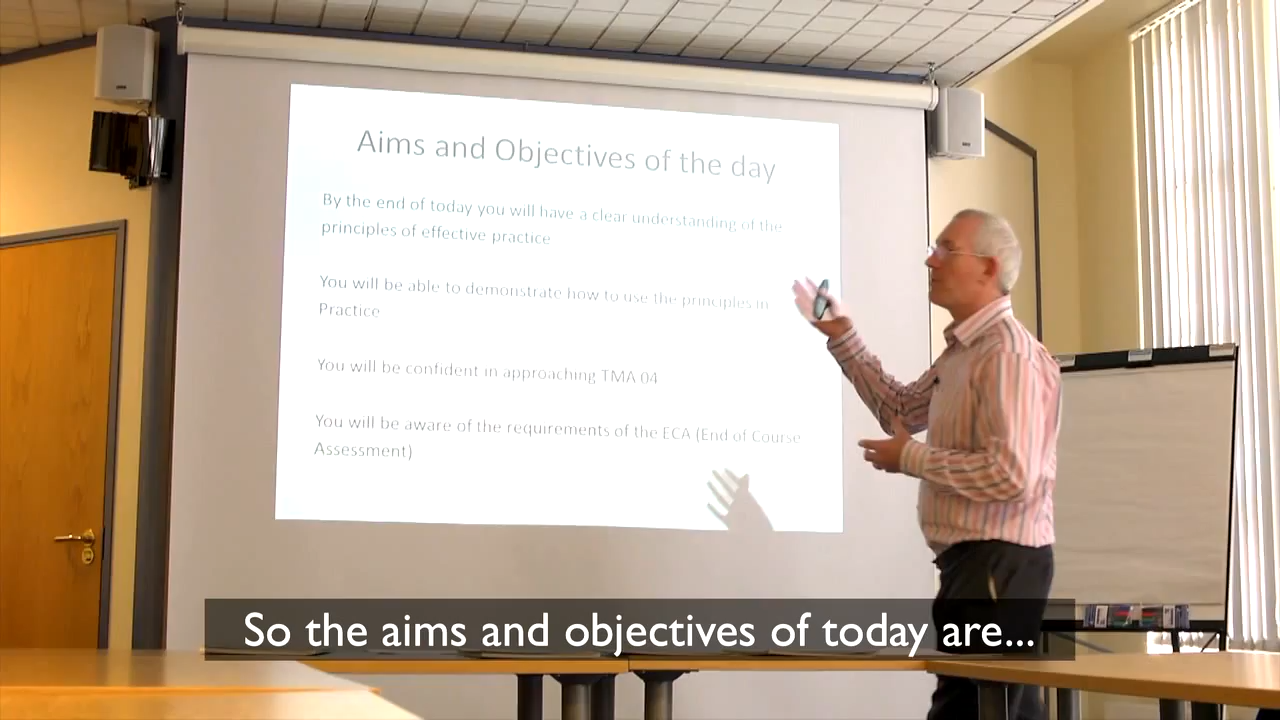 Aims and Objectives of the day
By the end of today you will have a clear understanding of the
principles of effective practice
You will be able to demonstrate how to use the principles in
Practice
You will be confident in approaching TMA 04
You will be aware of the requirements of the ECA (End of Course
Assessment)
So the aims and objectives of today are...